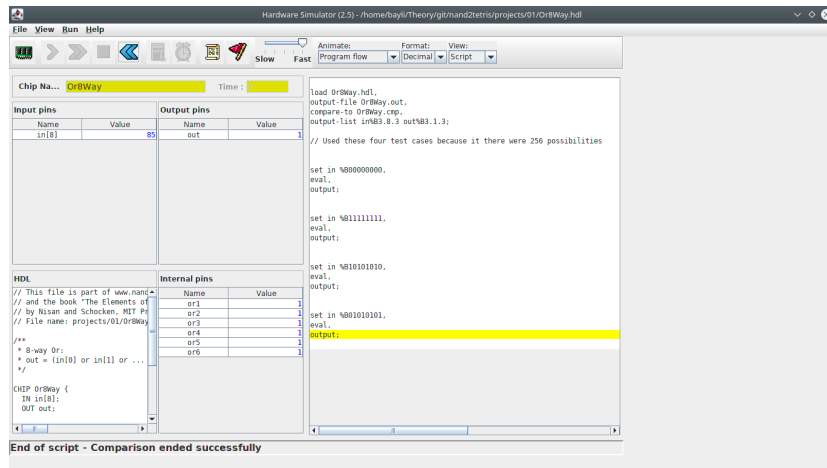 Hardware Simulator (2.5) - /home/bayli/Theory/git/nand2tetris/projects/01/Or8Way.hdl
File View Run Help
Slow Fast
Animate: Format: View:
Program flow Decimal Script
Chip Na... Or8Way Time :
Input pins Output pins
Name Value Name Value
in[8] 85 out 1
HDL Internal pins
// This file is part of www.nand
// and the book "The Elements of
// by Nisan and Schocken, MIT Pr
// File name: projects/01/Or8Way
/**
* 8-way Or:
* out = (in[0] or in[1] or ...
*/
CHIP Or8Way {
IN in[8];
OUT out;
Name Value
or1 1
or2 1
or3 1
or4 1
or5 1
or6 1
load Or8Way.hdl,
output-file Or8Way.out,
compare-to Or8Way.cmp,
output-list in%B3.8.3 out%B3.1.3;
// Used these four test cases because it there were 256 possibilities
set in %B00000000,
eval,
output;
set in %B11111111,
eval,
output;
set in %B10101010,
eval,
output;
set in %B01010101,
eval,
output;
End of script - Comparison ended successfully